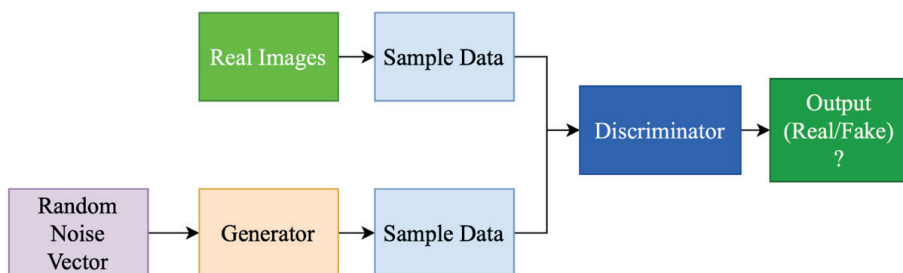 Real Images
Sample Data
Discriminator
Output
(Real/Fake)
?
Random
Noise
Vector
Generator
Sample Data